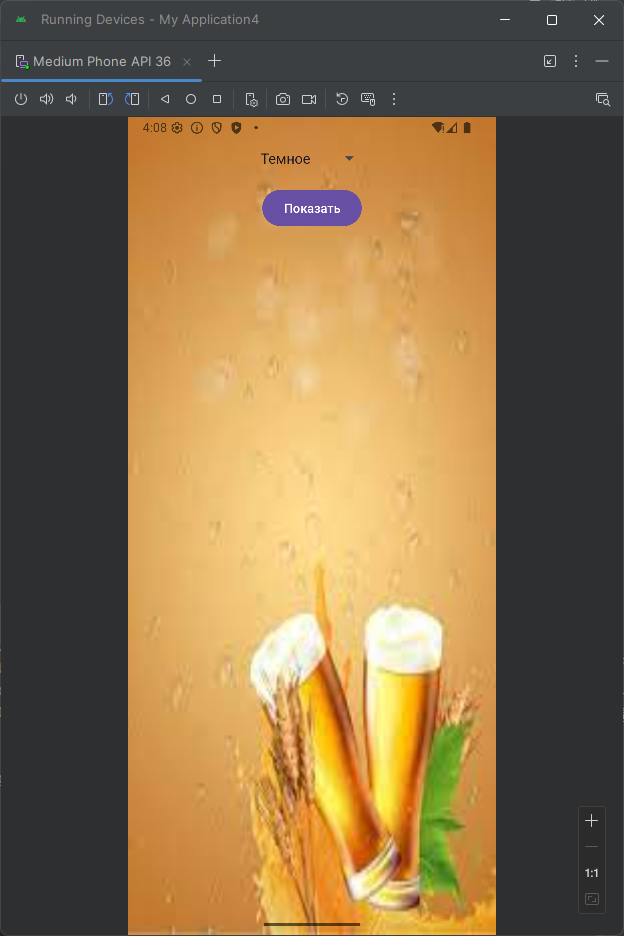 Running Devices - My Application4
Medium Phone API 36
4:08
Темное
Показать
1:1